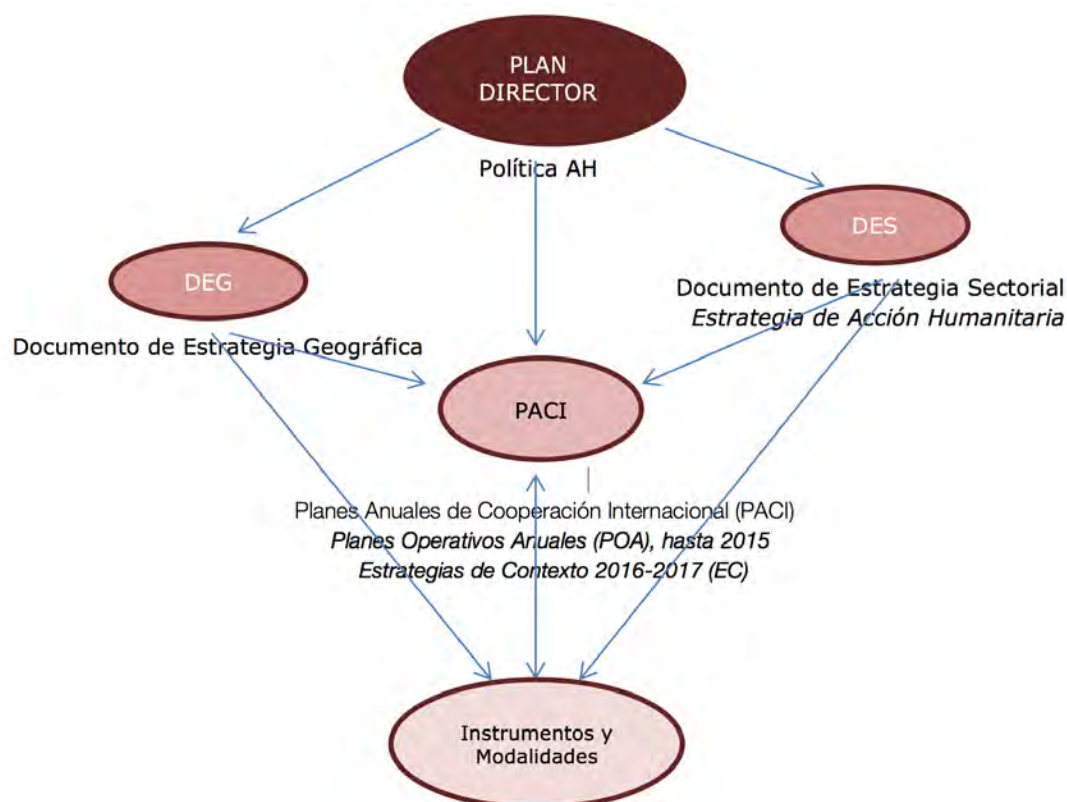 PLAN
DIRECTOR
Política AH
DES
DEG
Documento de Estrategia Sectorial
Estrategia de Acción Humanitaria
Documento de Estrategia Geográfica
PACI
Planes Anuales de Cooperación Internacional (PACI)
Planes Operativos Anuales (POA), hasta 2015
Estrategias de Contexto 2016-2017 (EC)
Instrumentos y
Modalidades